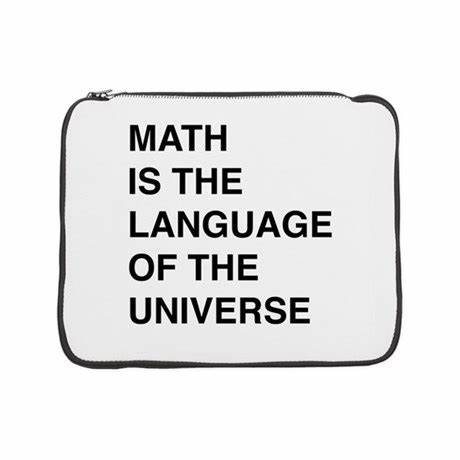 MATH
IS THE
LANGUAGE
OF THE
UNIVERSE